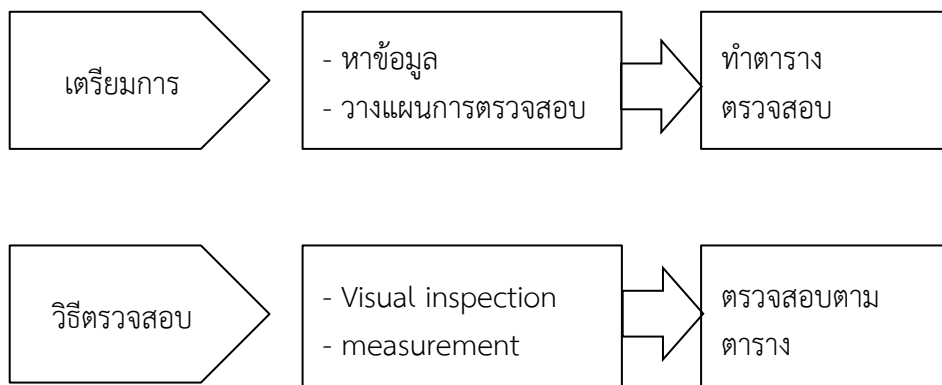 เตรียมการ
- หาข้อมูล
- วางแผนการตรวจสอบ
ทำตาราง
ตรวจสอบ
วิธีตรวจสอบ
- Visual inspection
- measurement
ตรวจสอบตาม
ตาราง